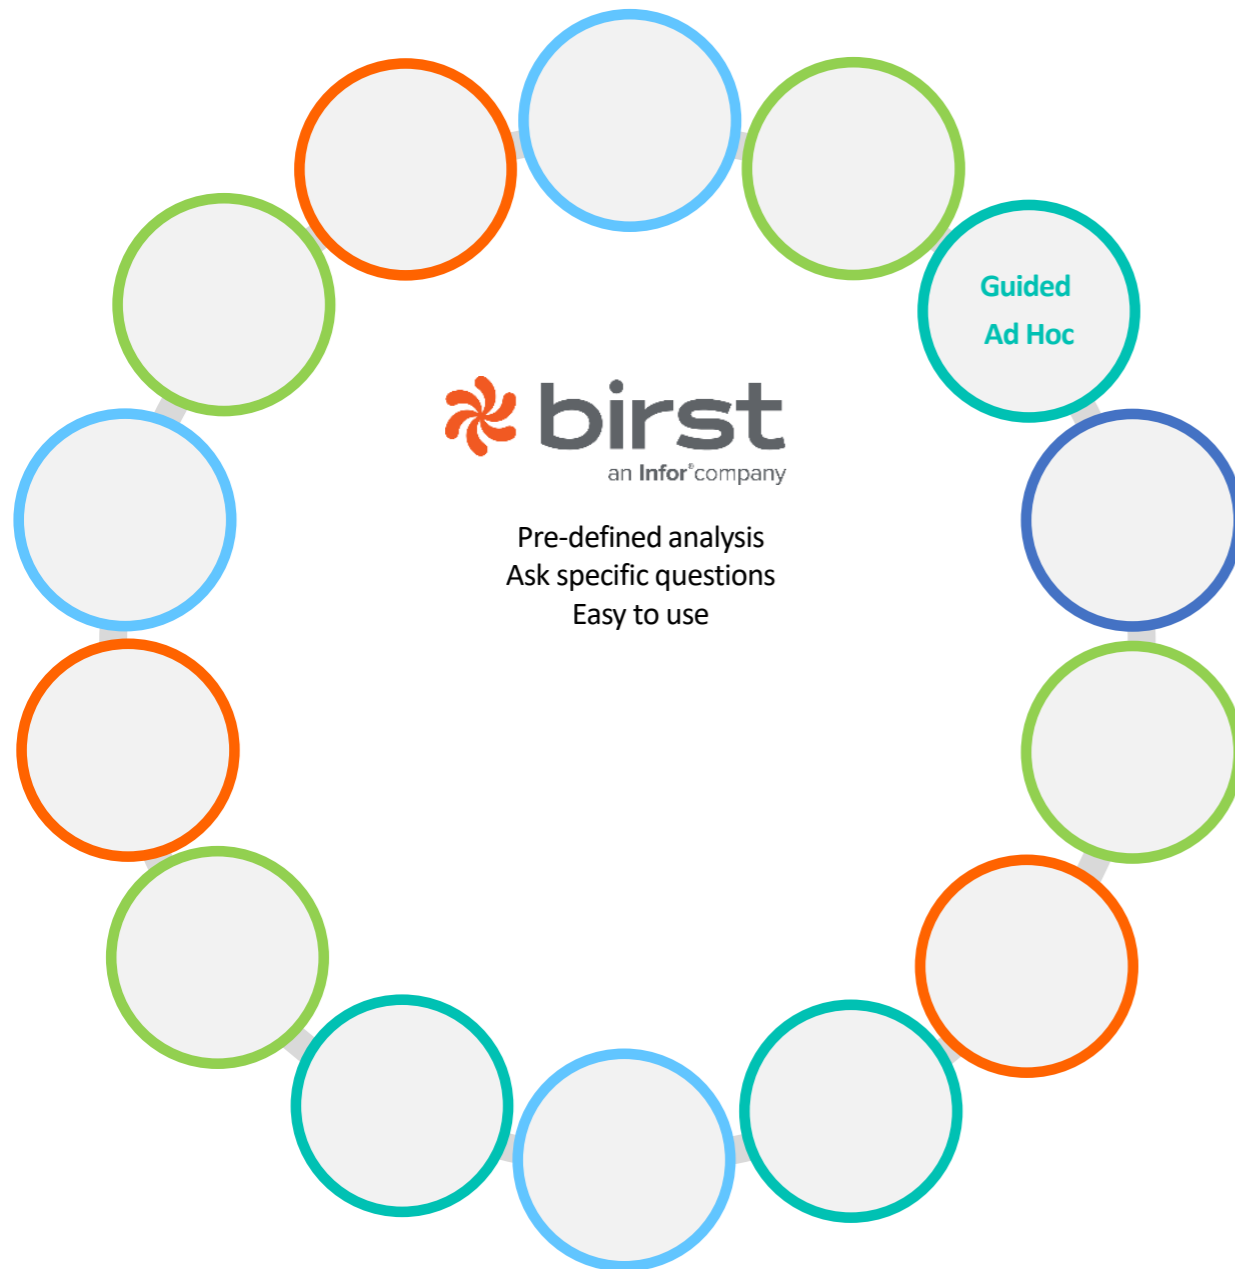 Guided
Ad Hoc
birst
an Infor® company
Pre-defined analysis
Ask specific questions
Easy to use